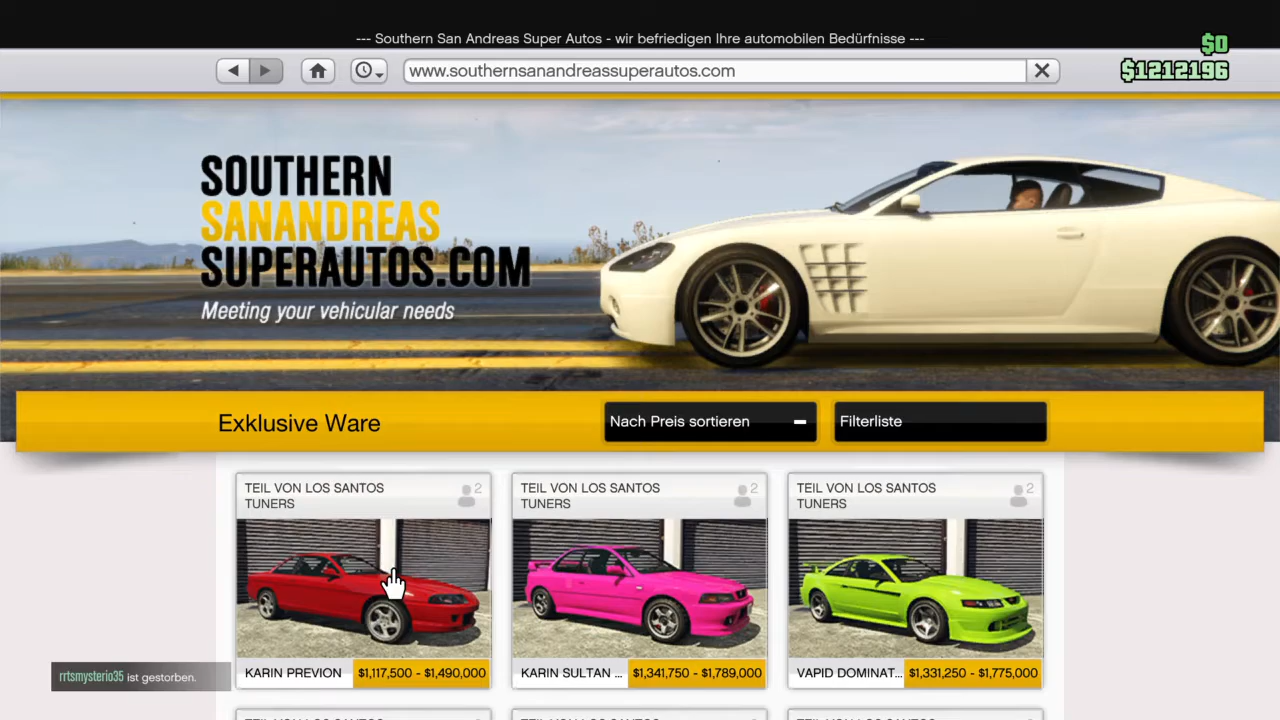 --- Southern San Andreas Super Autos - wir befriedigen Ihre automobilen Bedürfnisse ---
$0
www.southernsanandreassuperautos.com
$1212196
SOUTHERN
SANANDREAS
SUPERAUTOS.COM
Meeting your vehicular needs
Exklusive Ware
Nach Preis sortieren
Filterliste
TEIL VON LOS SANTOS
TUNERS
2
TEIL VON LOS SANTOS
TUNERS
2
TEIL VON LOS SANTOS
TUNERS
2
KARIN PREVION
$1,117,500 - $1,490,000
KARIN SULTAN ...
$1,341,750 - $1,789,000
VAPID DOMINAT...
$1,331,250 - $1,775,000
rrtsmysterio35 ist gestorben.